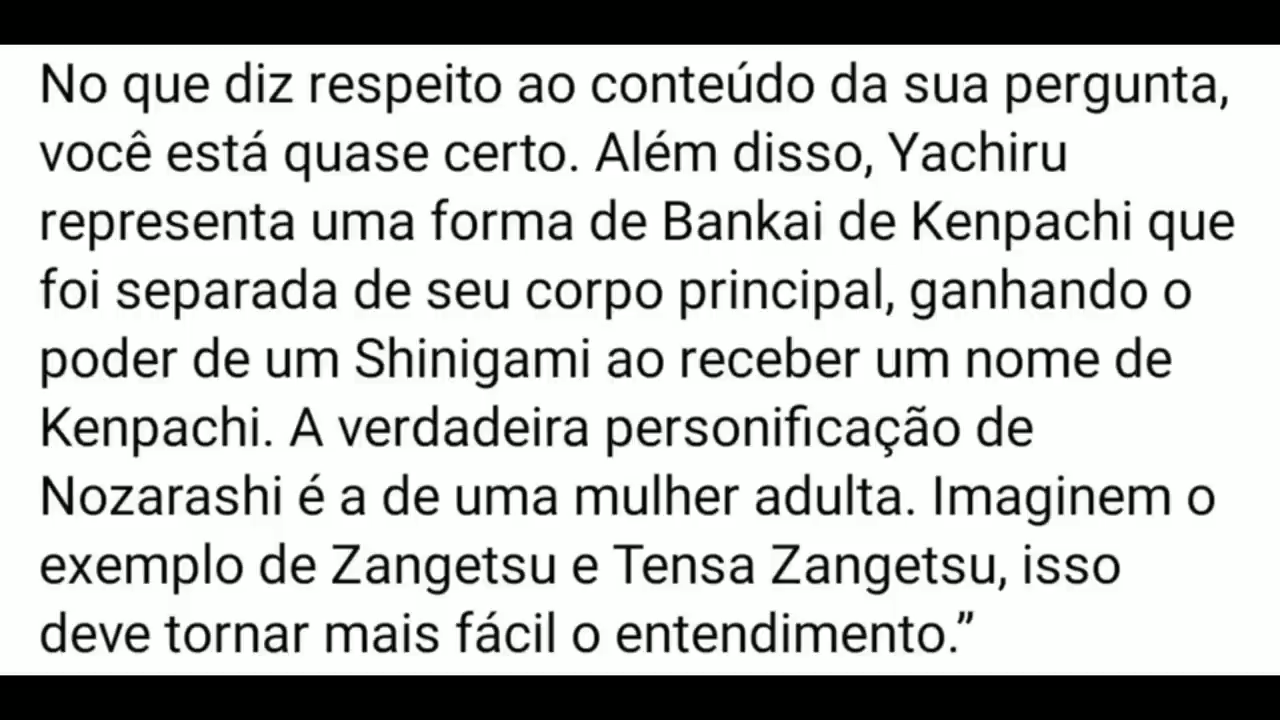 No que diz respeito ao conteúdo da sua pergunta,
você está quase certo. Além disso, Yachiru
representa uma forma de Bankai de Kenpachi que
foi separada de seu corpo principal, ganhando o
poder de um Shinigami ao receber um nome de
Kenpachi. A verdadeira personificação de
Nozarashi é a de uma mulher adulta. Imaginem o
exemplo de Zangetsu e Tensa Zangetsu, isso
deve tornar mais fácil o entendimento.”